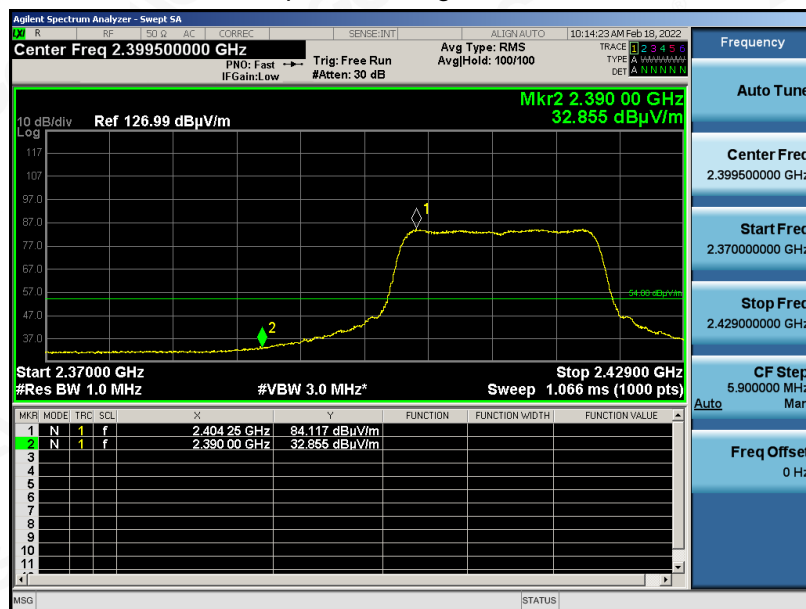 Agilent Spectrum Analyzer - Swept SA
LXI R RF 50 Ω AC CORREC SENSE:INT ALIGN AUTO 10:14:23 AM Feb 18, 2022
Center Freq 2.399500000 GHz
PNO: Fast
IFGain:Low
Trig: Free Run
#Atten: 30 dB
Avg Type: RMS
Avg|Hold: 100/100
TRACE 1 2 3 4 5 6
TYPE A WWWWW
DET A N N N N N
Mkr2 2.390 00 GHz
32.855 dBµV/m
10 dB/div Ref 126.99 dBµV/m
Log
117
107
97.0
87.0
77.0
67.0
57.0
47.0
37.0
1
2
54.00 dBµV/m
Start 2.37000 GHz Stop 2.42900 GHz
#Res BW 1.0 MHz #VBW 3.0 MHz* Sweep 1.066 ms (1000 pts)
MKR MODE TRC SCL X Y FUNCTION FUNCTION WIDTH FUNCTION VALUE
1 N 1 f 2.404 25 GHz 84.117 dBµV/m
2 N 1 f 2.390 00 GHz 32.855 dBµV/m
3
4
5
6
7
8
9
10
11
MSG STATUS
Frequency
Auto Tune
Center Freq
2.399500000 GHz
Start Freq
2.370000000 GHz
Stop Freq
2.429000000 GHz
CF Step
5.900000 MHz
Auto Man
Freq Offset
0 Hz